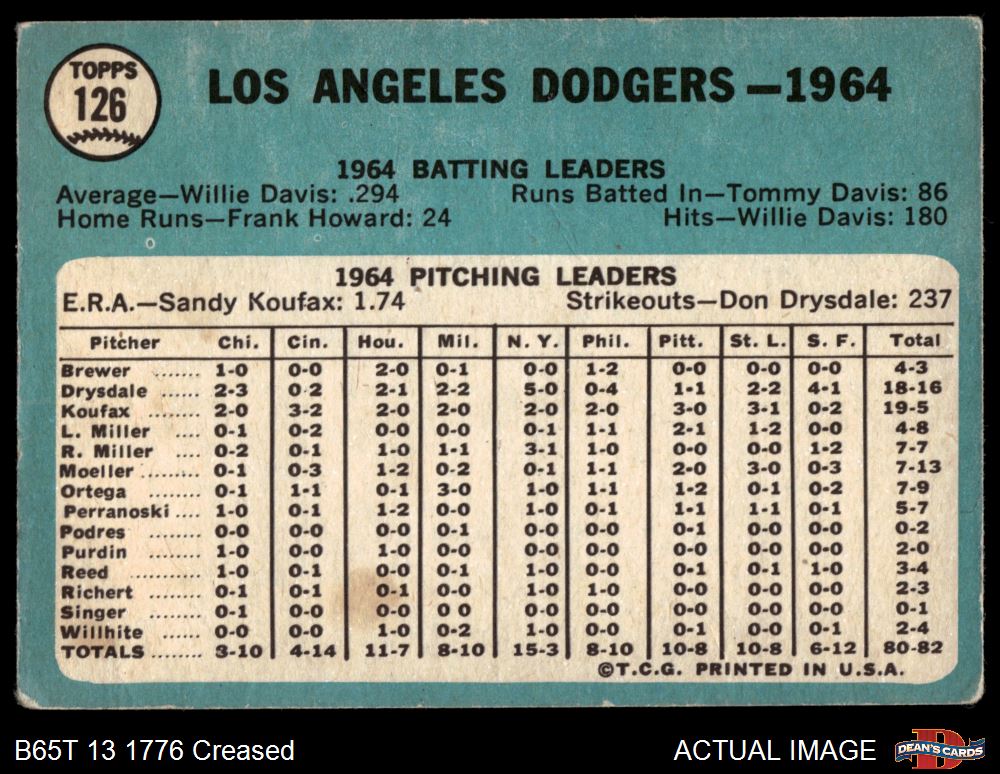 TOPPS
126
LOS ANGELES DODGERS—1964
1964 BATTING LEADERS
Average—Willie Davis: .294 Runs Batted In—Tommy Davis: 86
Home Runs—Frank Howard: 24 Hits—Willie Davis: 180
1964 PITCHING LEADERS
E.R.A.—Sandy Koufax: 1.74 Strikeouts—Don Drysdale: 237
Pitcher Chi. Cin. Hou. Mil. N. Y. Phil. Pitt. St. L. S. F. Total
Brewer ....... 1-0 0-0 2-0 0-1 0-0 1-2 0-0 0-0 0-0 4-3
Drysdale ...... 2-3 0-2 2-1 2-2 5-0 0-4 1-1 2-2 4-1 18-16
Koufax ........ 2-0 3-2 2-0 2-0 2-0 2-0 3-0 3-1 0-2 19-5
L. Miller .... 0-1 0-2 0-0 0-0 0-1 1-1 2-1 1-2 0-0 4-8
R. Miller .... 0-2 0-1 1-0 1-1 3-1 1-0 0-0 0-0 1-2 7-7
Moeller ........ 0-1 0-3 1-2 0-2 0-1 1-1 2-0 3-0 0-3 7-13
Ortega ........ 0-1 1-1 0-1 3-0 1-0 1-1 1-2 0-1 0-2 7-9
Perranoski .... 1-0 0-1 1-2 0-0 1-0 0-1 1-1 1-1 0-1 5-7
Podres ........ 0-0 0-0 0-0 0-1 0-0 0-0 0-1 0-0 0-0 0-2
Purdin ........ 1-0 0-0 1-0 0-0 0-0 0-0 0-0 0-0 0-0 2-0
Reed ........... 1-0 0-1 0-0 0-1 1-0 0-0 0-1 0-1 1-0 3-4
Richert ........ 0-1 0-1 0-1 0-0 1-0 1-0 0-0 0-0 0-0 2-3
Singer ........ 0-1 0-0 0-0 0 0 0-0 0-0 0-0 0-0 0-0 0-1
Willhite ...... 0-0 0-0 1-0 0-2 1-0 0-0 0-1 0-0 0-1 2-4
TOTALS ........ 3-10 4-14 11-7 8-10 15-3 8-10 10-8 10-8 6-12 80-82
©T.C.G. PRINTED IN U.S.A.
B65T 13 1776 Creased ACTUAL IMAGE
D
DEAN'S CARDS